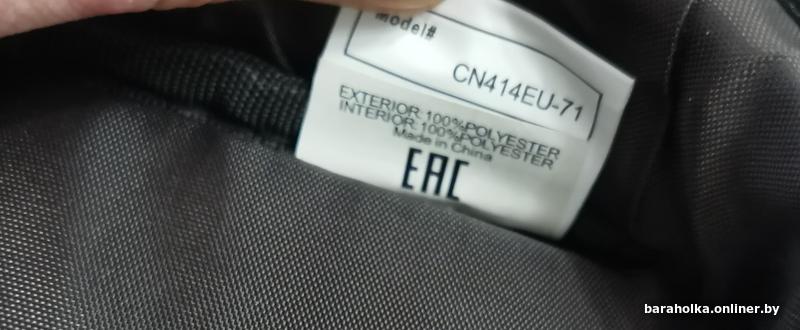 Model#
CN414EU-71
EXTERIOR:100%POLYESTER
INTERIOR:100%POLYESTER
Made in China
EAC
baraholka.onliner.by